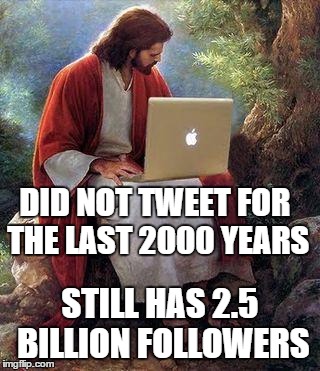 DID NOT TWEET FOR
THE LAST 2000 YEARS
STILL HAS 2.5
BILLION FOLLOWERS
imgflip.com